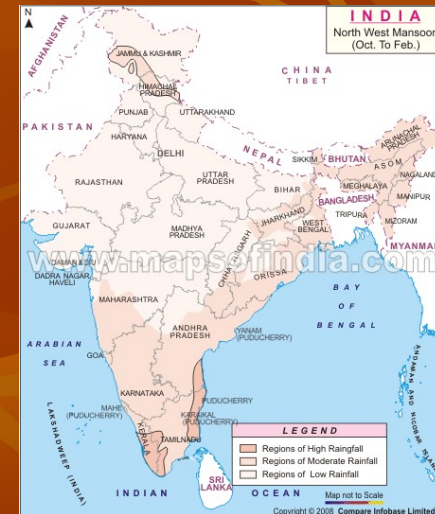 INDIA
North West Mansoon
(Oct. To Feb.)
N
AFGHANISTAN
JAMMU & KASHMIR
CHINA
TIBET
HIMACHAL
PRADESH
PUNJAB
UTTARAKHAND
PAKISTAN
HARYANA
DELHI
NEPAL
SIKKIM
BHUTAN
ARUNACHAL
PRADESH
RAJASTHAN
UTTAR
PRADESH
ASOM
NAGALAND
BIHAR
MEGHALAYA
MANIPUR
BANGLADESH
GUJARAT
MADHYA
PRADESH
JHARKHAND
WEST
BENGAL
TRIPURA
MIZORAM
MYANMAR
www.mapsofindia.com
DAMAN & DIU
DADRA NAGAR
HAVELI
CHHATTISGARH
ORISSA
MAHARASHTRA
BAY
OF
BENGAL
ANDHRA
PRADESH
YANAM
(PUDUCHERRY)
ARABIAN
SEA
GOA
KARNATAKA
PUDUCHERRY
MAHE
(PUDUCHERRY)
KARAIKAL
(PUDUCHERRY)
LAKSHADWEEP (INDIA)
KERALA
TAMILNADU
ANDAMAN AND NICOBAR ISLAND
SRI
LANKA
INDIAN OCEAN
LEGEND
Regions of High Raingfall
Regions of Moderate Rainfall
Regions of Low Rainfall
Map not to Scale
Copyright © 2008 Compare Infobase Limited